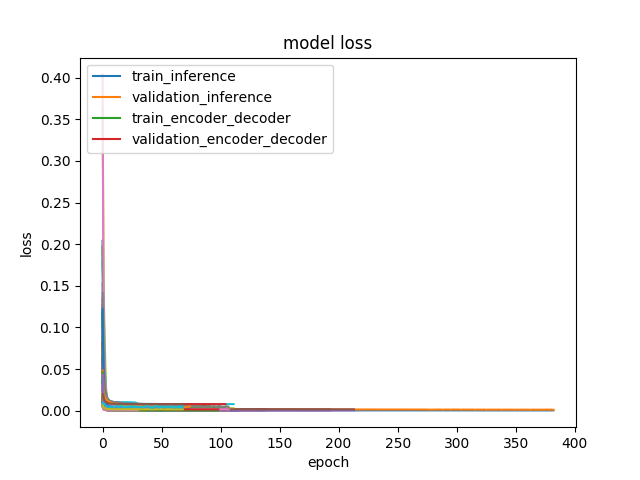 model loss
train_inference
validation_inference
train_encoder_decoder
validation_encoder_decoder
loss
0.40
0.35
0.30
0.25
0.20
0.15
0.10
0.05
0.00
0 50 100 150 200 250 300 350 400
epoch